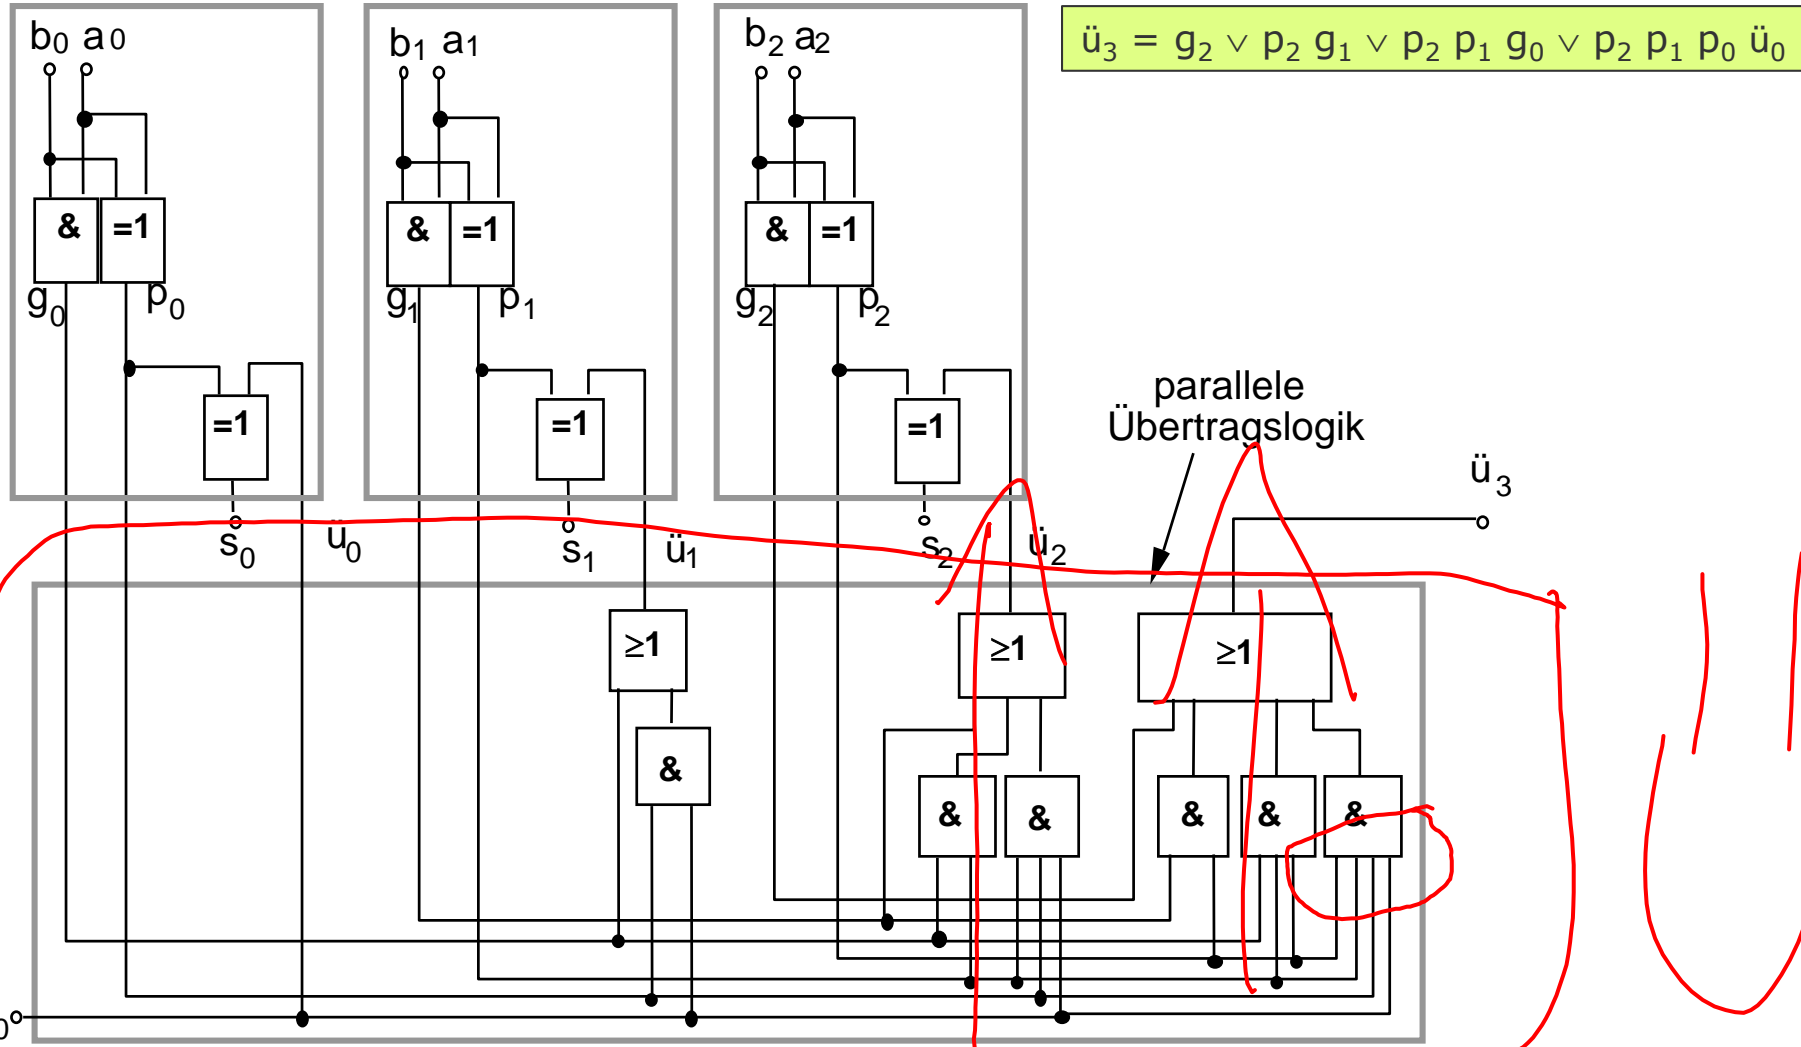 b0 a0
b1 a1
b2 a2
ü3 = g2 ∨ p2 g1 ∨ p2 p1 g0 ∨ p2 p1 p0 ü0
& =1
& =1
& =1
g0 p0
g1 p1
g2 p2
=1
=1
=1
parallele
Übertragslogik
ü3
s0 ü0
s1 ü1
s2 ü2
≥1
≥1
≥1
&
& & & & &
0